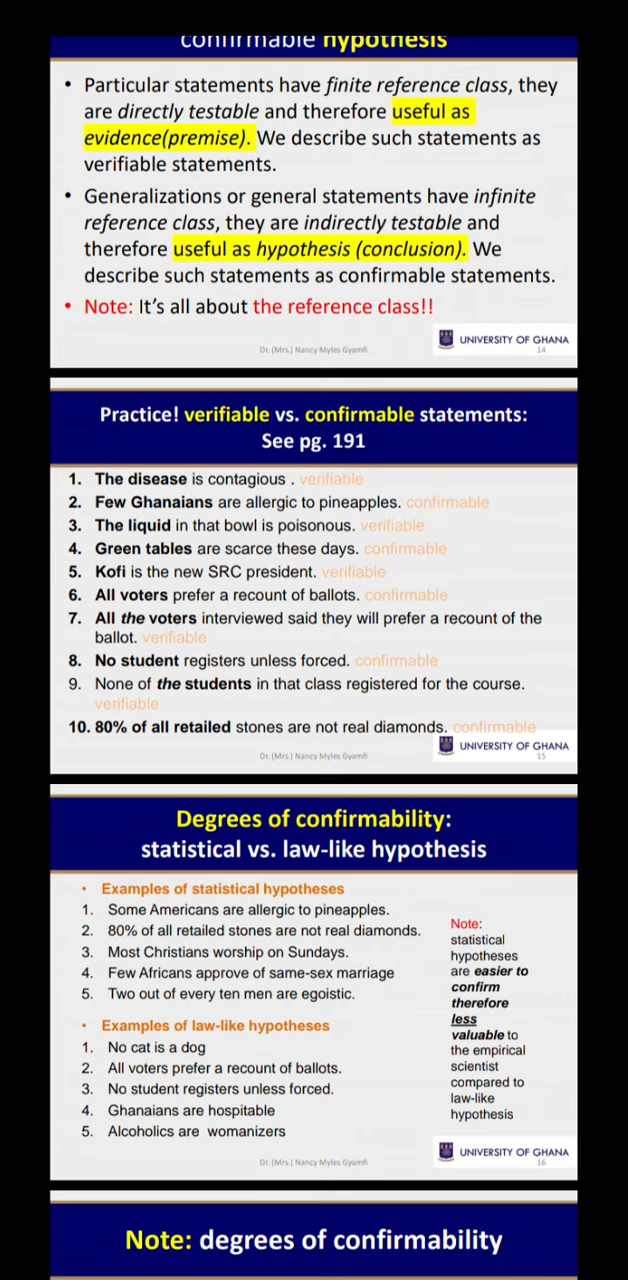 confirmable hypothesis
• Particular statements have finite reference class, they
are directly testable and therefore useful as
evidence(premise). We describe such statements as
verifiable statements.
• Generalizations or general statements have infinite
reference class, they are indirectly testable and
therefore useful as hypothesis (conclusion). We
describe such statements as confirmable statements.
• Note: It's all about the reference class!!
UNIVERSITY OF GHANA
Dr. (Mrs.) Nancy Myles Gyamfi
14
Practice! verifiable vs. confirmable statements:
See pg. 191
1. The disease is contagious . verifiable
2. Few Ghanaians are allergic to pineapples. confirmable
3. The liquid in that bowl is poisonous. verifiable
4. Green tables are scarce these days. confirmable
5. Kofi is the new SRC president. verifiable
6. All voters prefer a recount of ballots. confirmable
7. All the voters interviewed said they will prefer a recount of the
ballot. verifiable
8. No student registers unless forced. confirmable
9. None of the students in that class registered for the course.
verifiable
10. 80% of all retailed stones are not real diamonds. confirmable
UNIVERSITY OF GHANA
Dr. (Mrs.) Nancy Myles Gyamfi
15
Degrees of confirmability:
statistical vs. law-like hypothesis
• Examples of statistical hypotheses
1. Some Americans are allergic to pineapples.
2. 80% of all retailed stones are not real diamonds.
3. Most Christians worship on Sundays.
4. Few Africans approve of same-sex marriage
5. Two out of every ten men are egoistic.
• Examples of law-like hypotheses
1. No cat is a dog
2. All voters prefer a recount of ballots.
3. No student registers unless forced.
4. Ghanaians are hospitable
5. Alcoholics are womanizers
Note:
statistical
hypotheses
are easier to
confirm
therefore
less
valuable to
the empirical
scientist
compared to
law-like
hypothesis
UNIVERSITY OF GHANA
Dr. (Mrs.) Nancy Myles Gyamfi
16
Note: degrees of confirmability